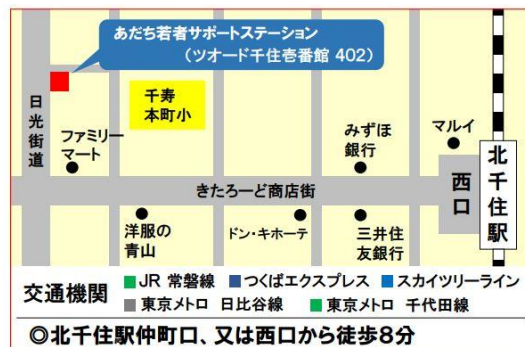 あだち若者サポートステーション
（ツオード千住壱番館 402）
日光街道
千寿
本町小
ファミリー
マート
みずほ
銀行
マルイ
北千住駅
西口
きたろーど商店街
洋服の
青山
ドン・キホーテ
三井住
友銀行
交通機関
JR 常磐線
つくばエクスプレス
スカイツリーライン
東京メトロ 日比谷線
東京メトロ 千代田線
◎北千住駅仲町口、又は西口から徒歩8分